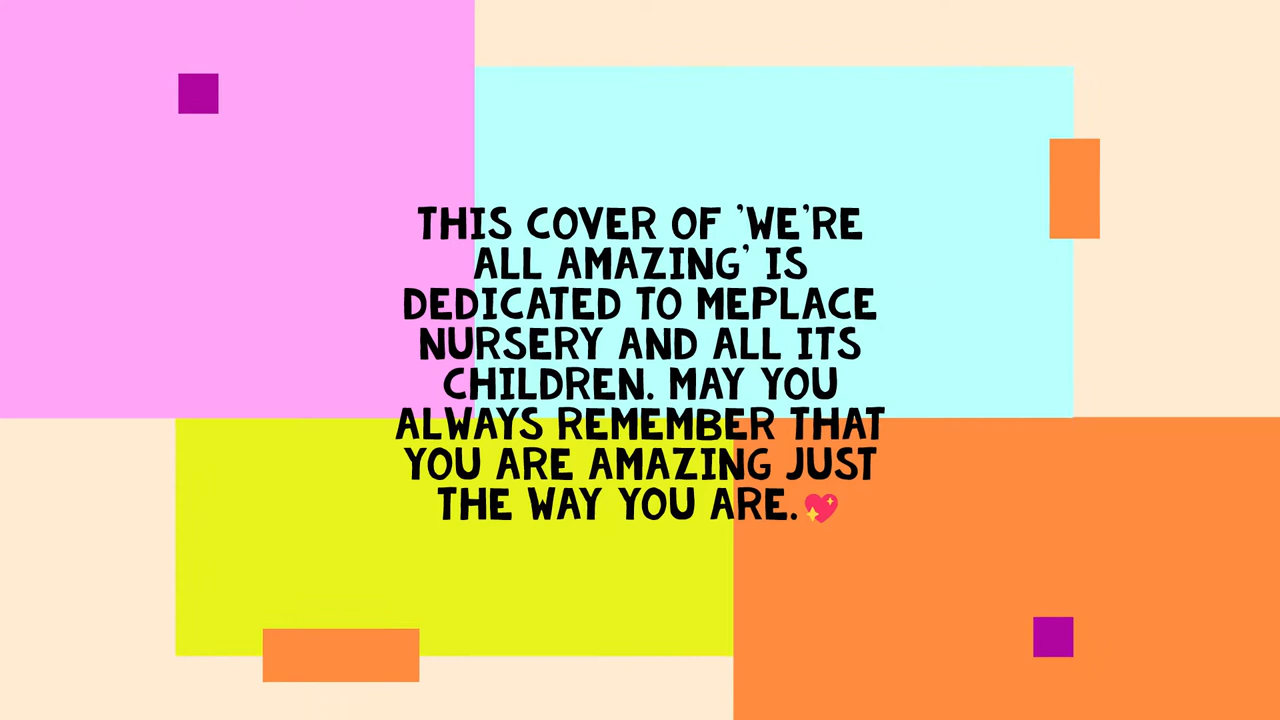 THIS COVER OF 'WE'RE
ALL AMAZING' IS
DEDICATED TO MEPLACE
NURSERY AND ALL ITS
CHILDREN. MAY YOU
ALWAYS REMEMBER THAT
YOU ARE AMAZING JUST
THE WAY YOU ARE.💖